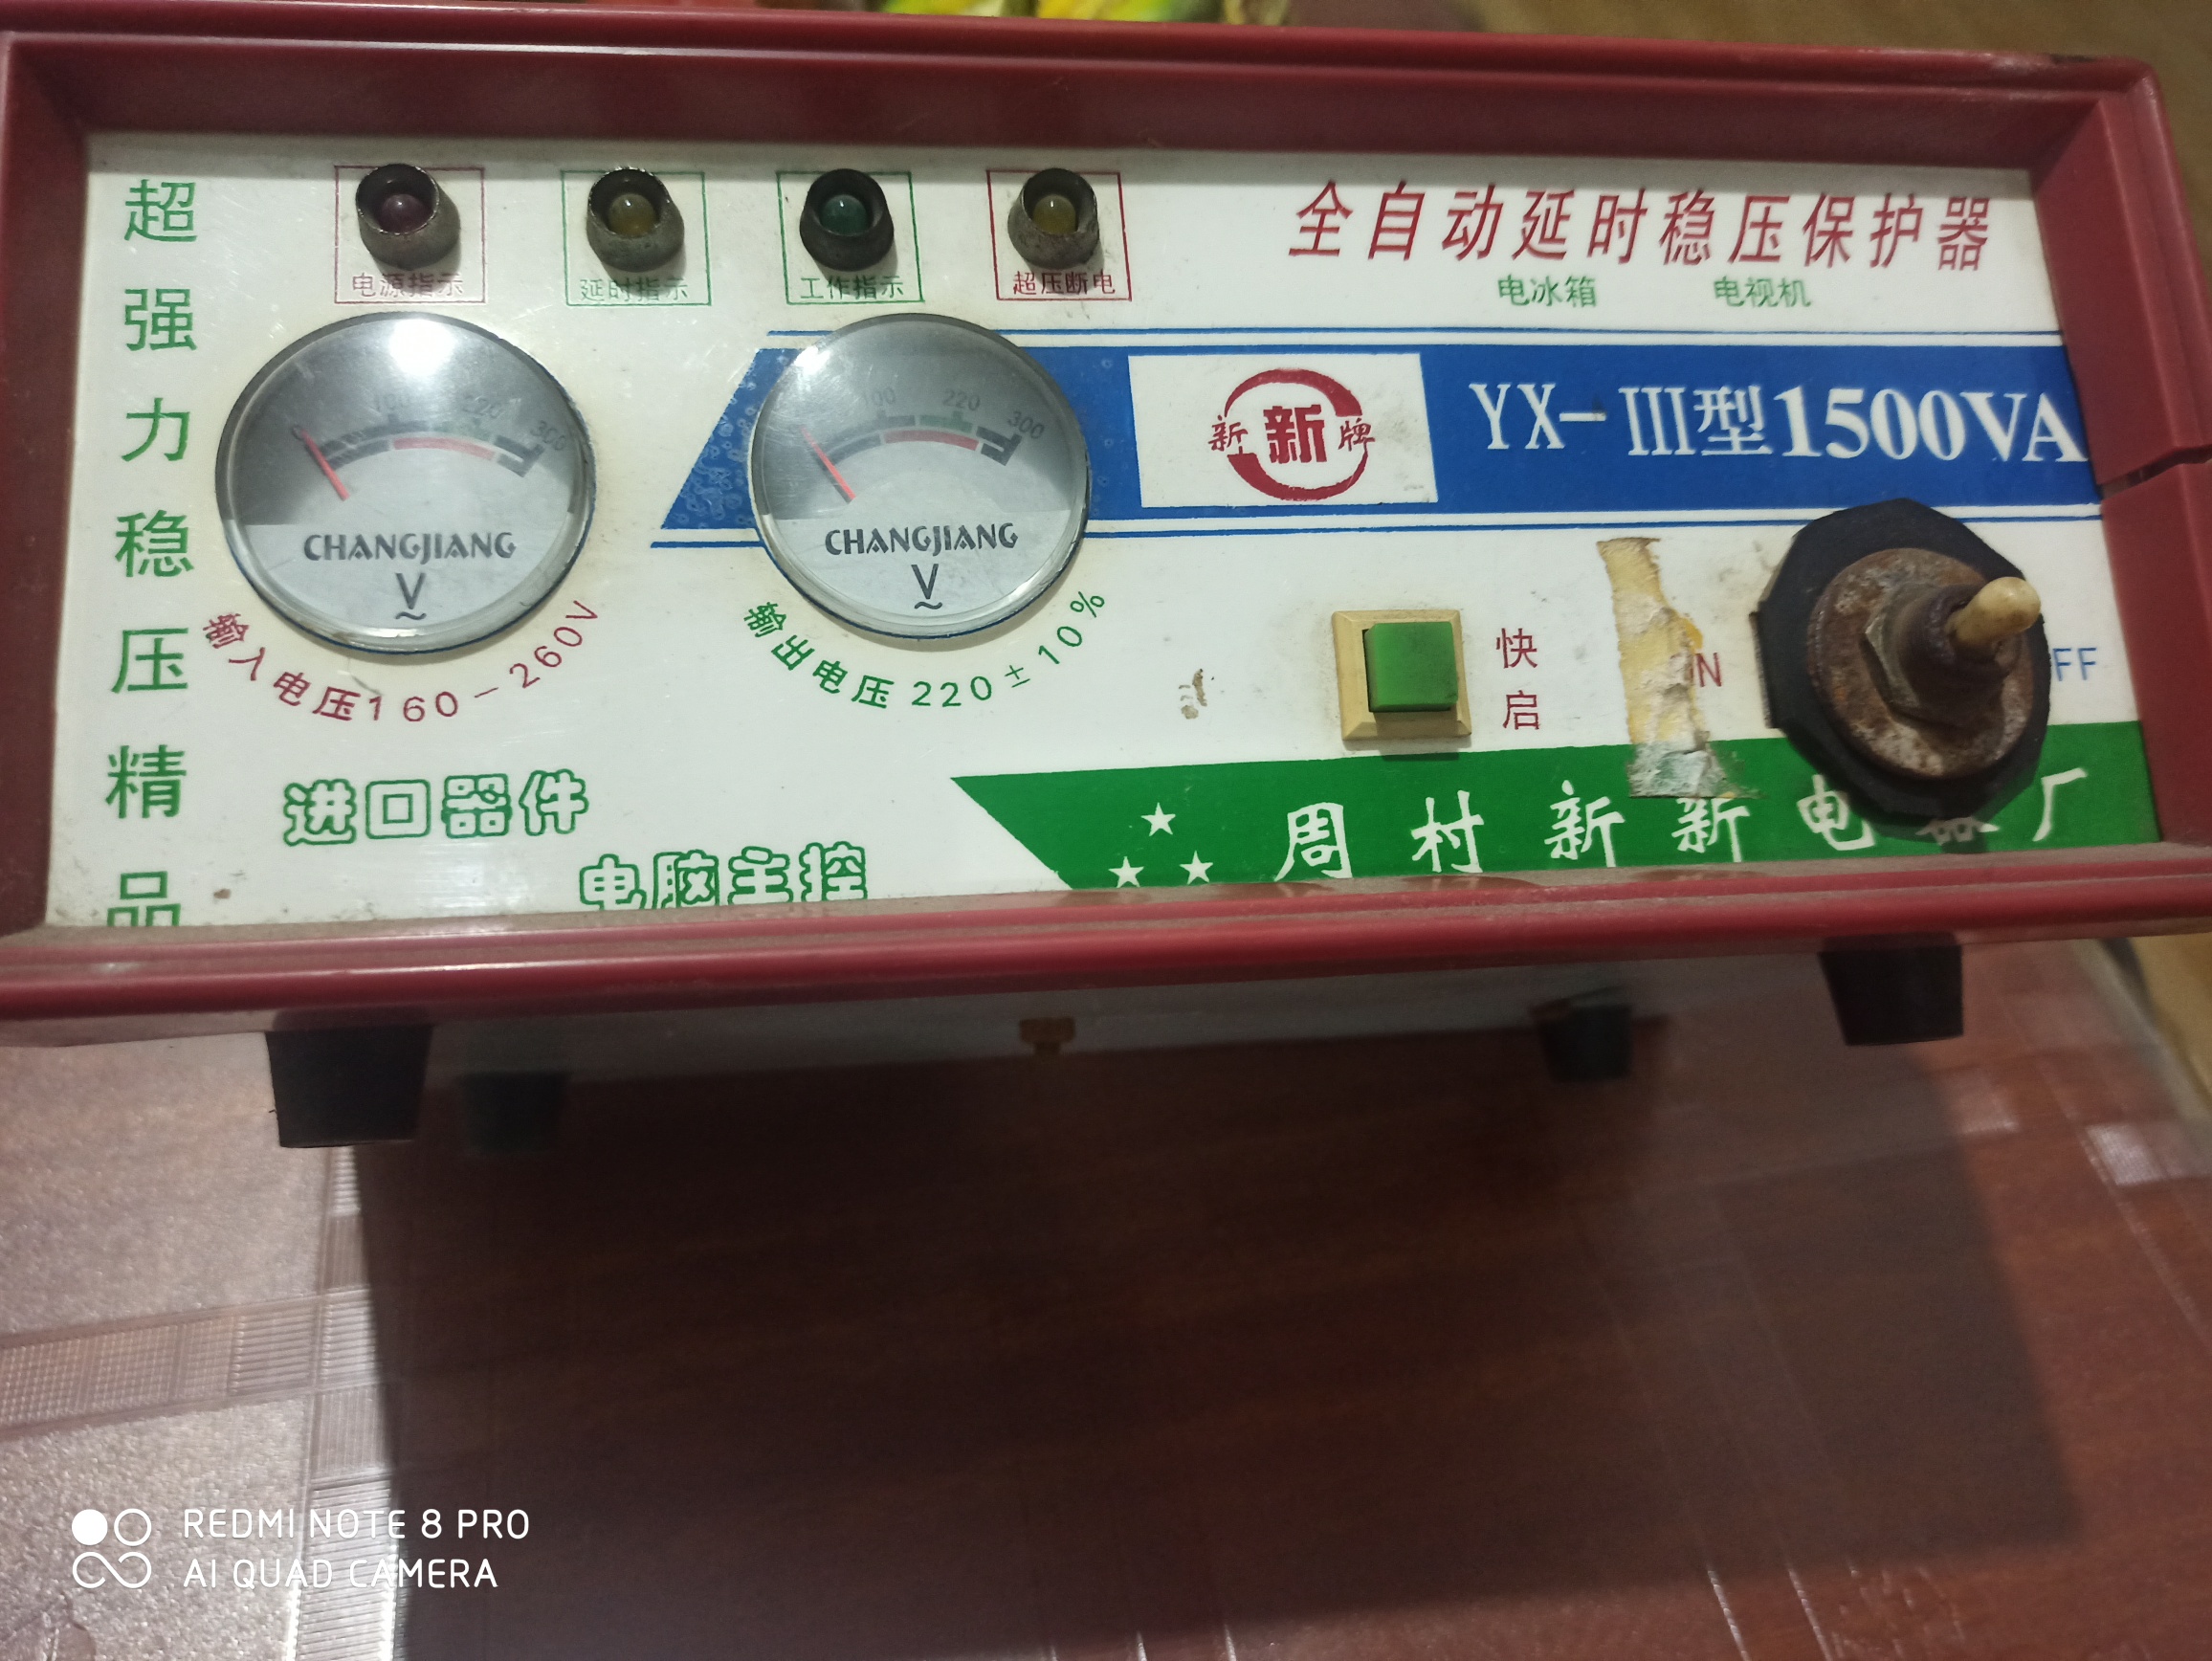 超强力稳压精品
电源指示
延时指示
工作指示
超压断电
全自动延时稳压保护器
电冰箱 电视机
0 100 220 300
CHANGJIANG
V
~
输入电压160-260V
100 220 300
CHANGJIANG
V
~
输出电压220±10%
新 新 牌
YX-III型1500VA
快启
进口器件
电脑主控
周村新新电器厂
REDMI NOTE 8 PRO
AI QUAD CAMERA